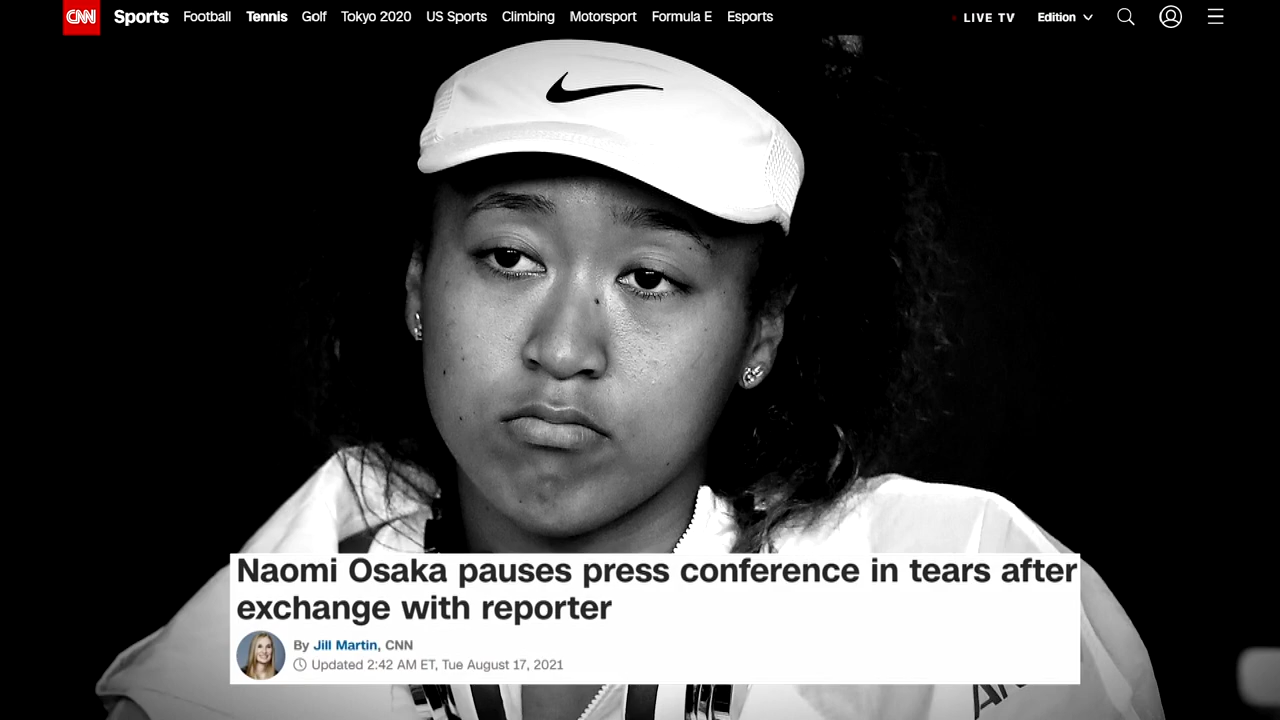 CNN Sports Football Tennis Golf Tokyo 2020 US Sports Climbing Motorsport Formula E Esports LIVE TV Edition
Naomi Osaka pauses press conference in tears after
exchange with reporter
By Jill Martin, CNN
Updated 2:42 AM ET, Tue August 17, 2021